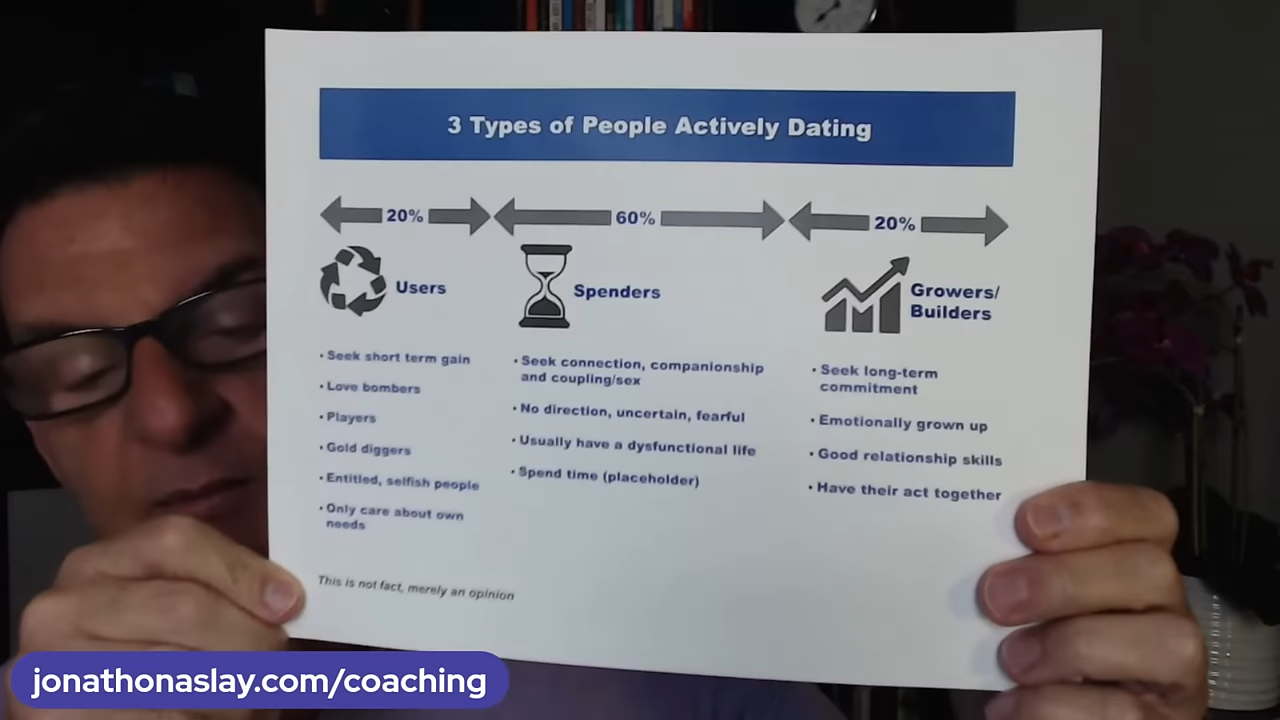 3 Types of People Actively Dating
20%
60%
20%
Users
• Seek short term gain
• Love bombers
• Players
• Gold diggers
• Entitled, selfish people
• Only care about own
needs
Spenders
• Seek connection, companionship
and coupling/sex
• No direction, uncertain, fearful
• Usually have a dysfunctional life
• Spend time (placeholder)
Growers/
Builders
• Seek long-term
commitment
• Emotionally grown up
• Good relationship skills
• Have their act together
This is not fact, merely an opinion
jonathonaslay.com/coaching